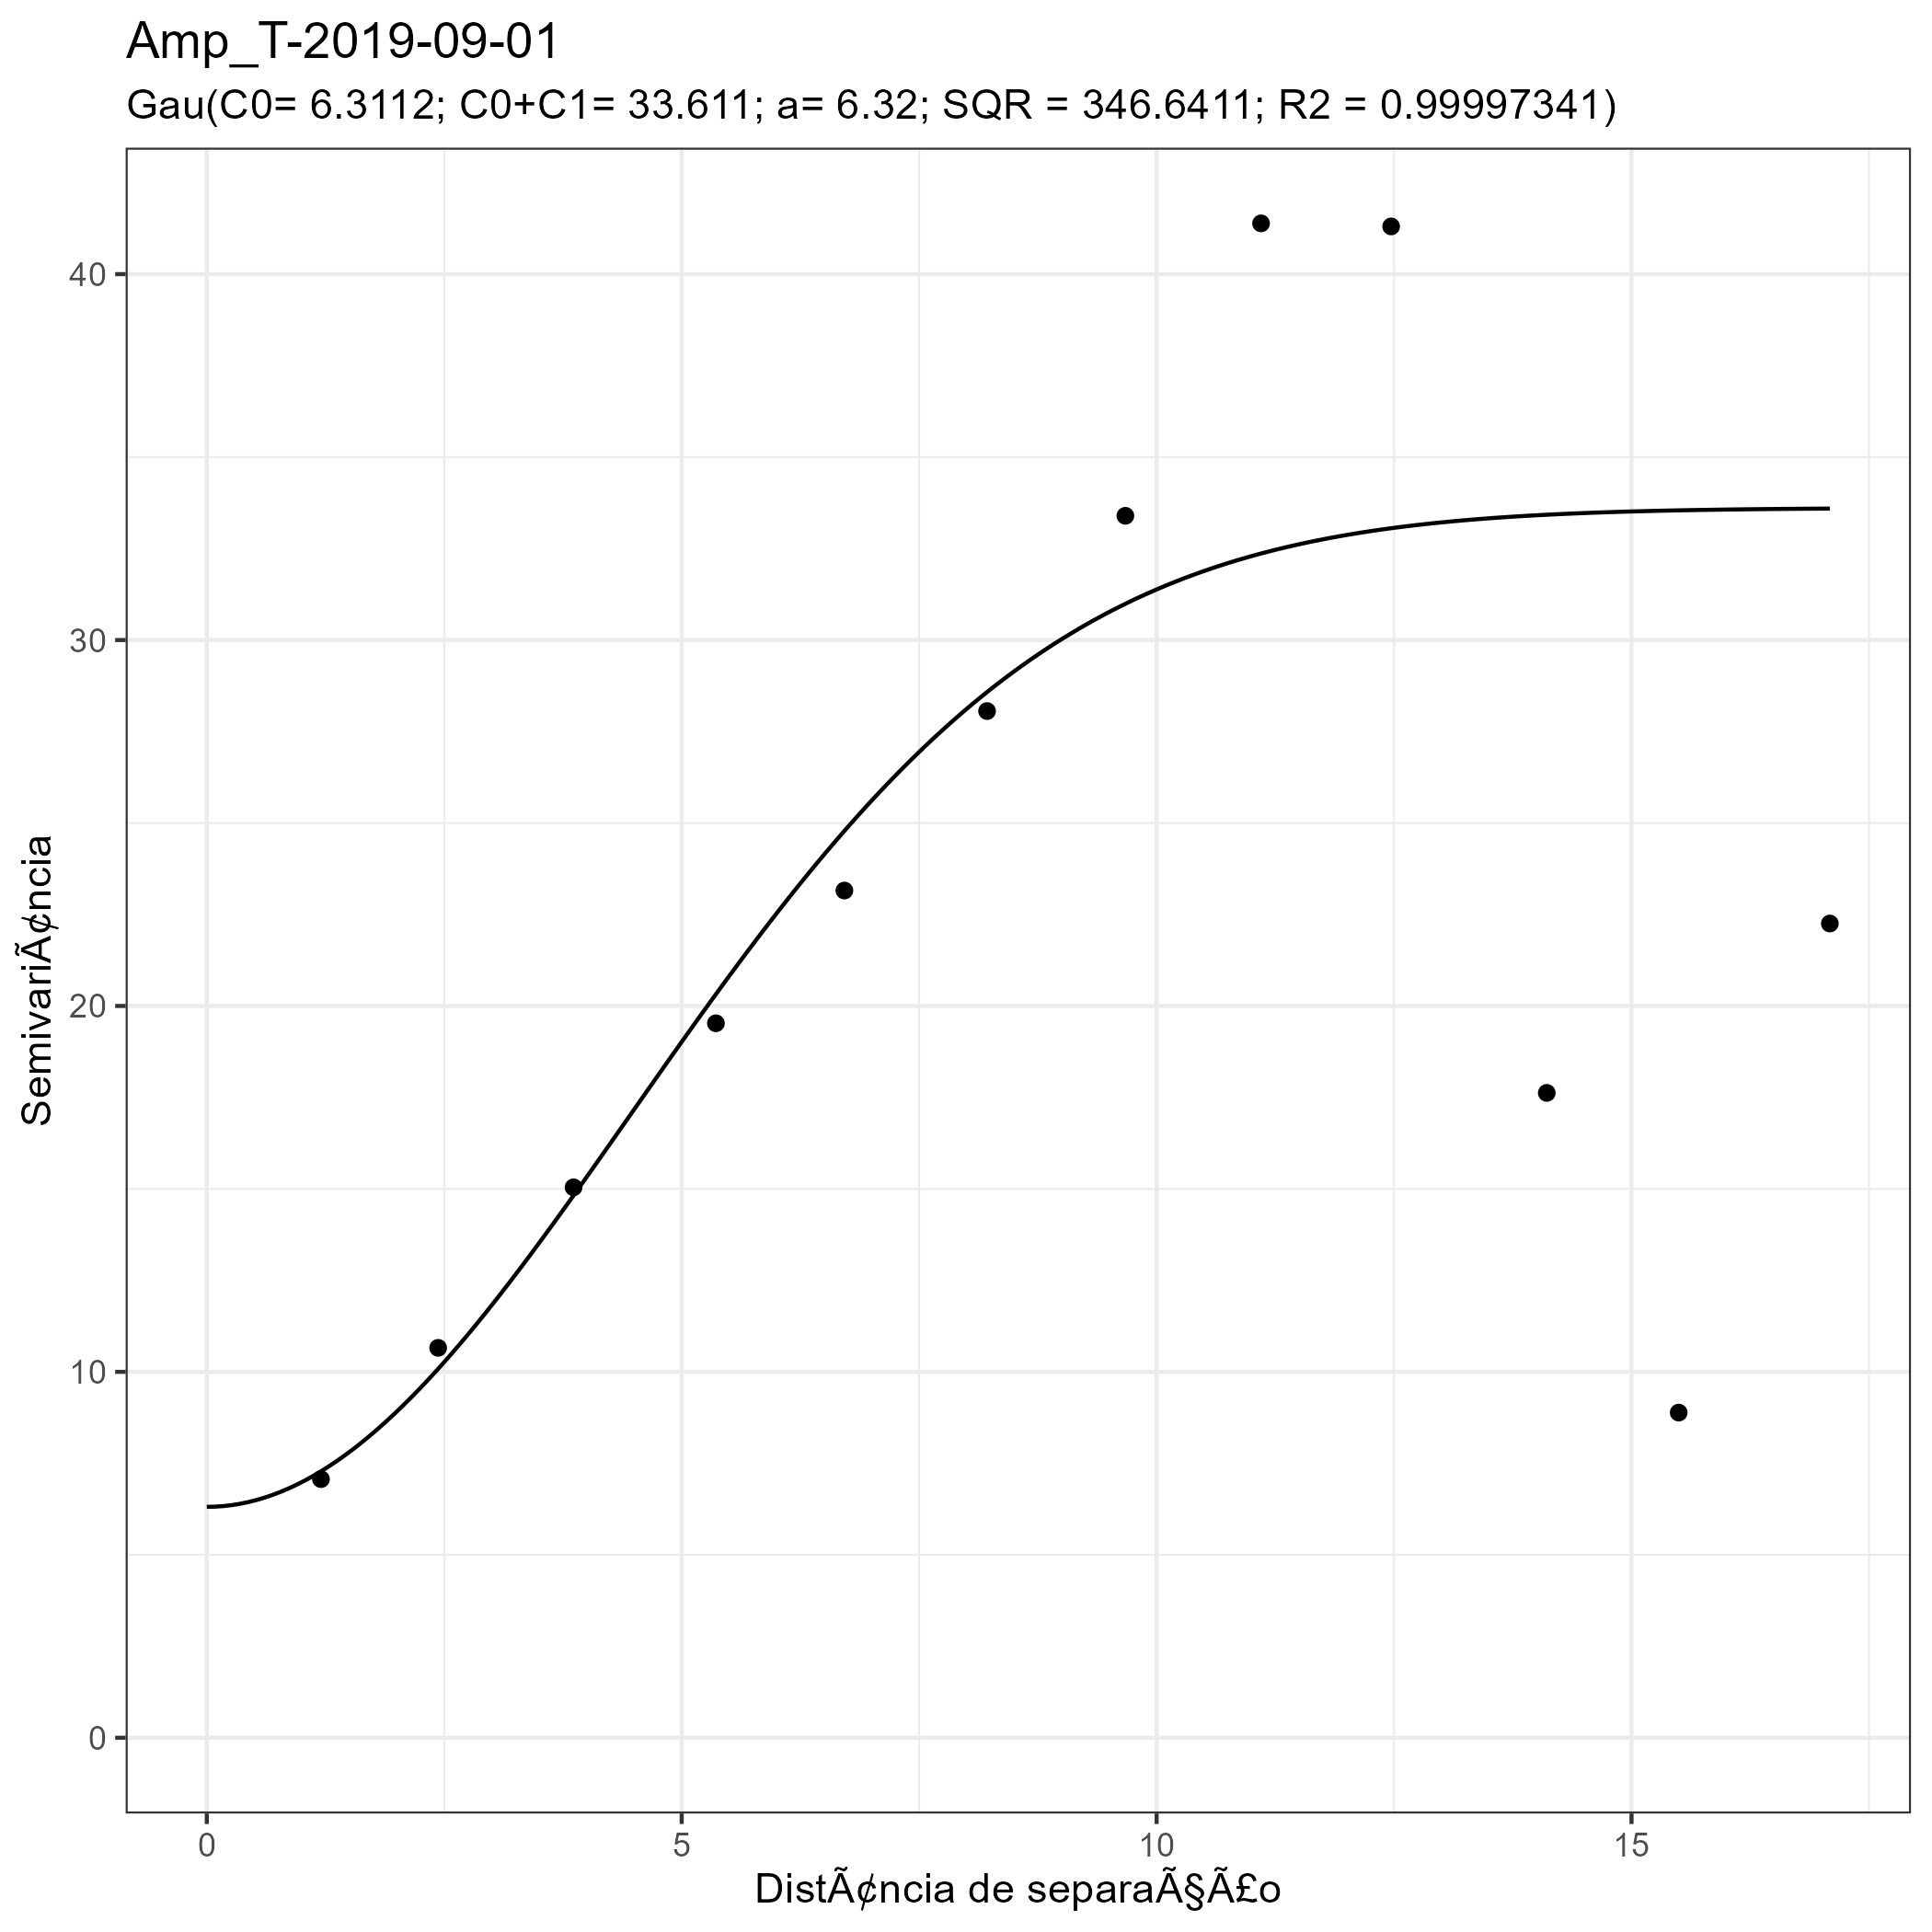 Amp_T-2019-09-01
Gau(C0= 6.3112; C0+C1= 33.611; a= 6.32; SQR = 346.6411; R2 = 0.99997341)
SemivariÃ¢ncia
40
30
20
10
0
0 5 10 15
DistÃ¢ncia de separaÃ§Ã£o